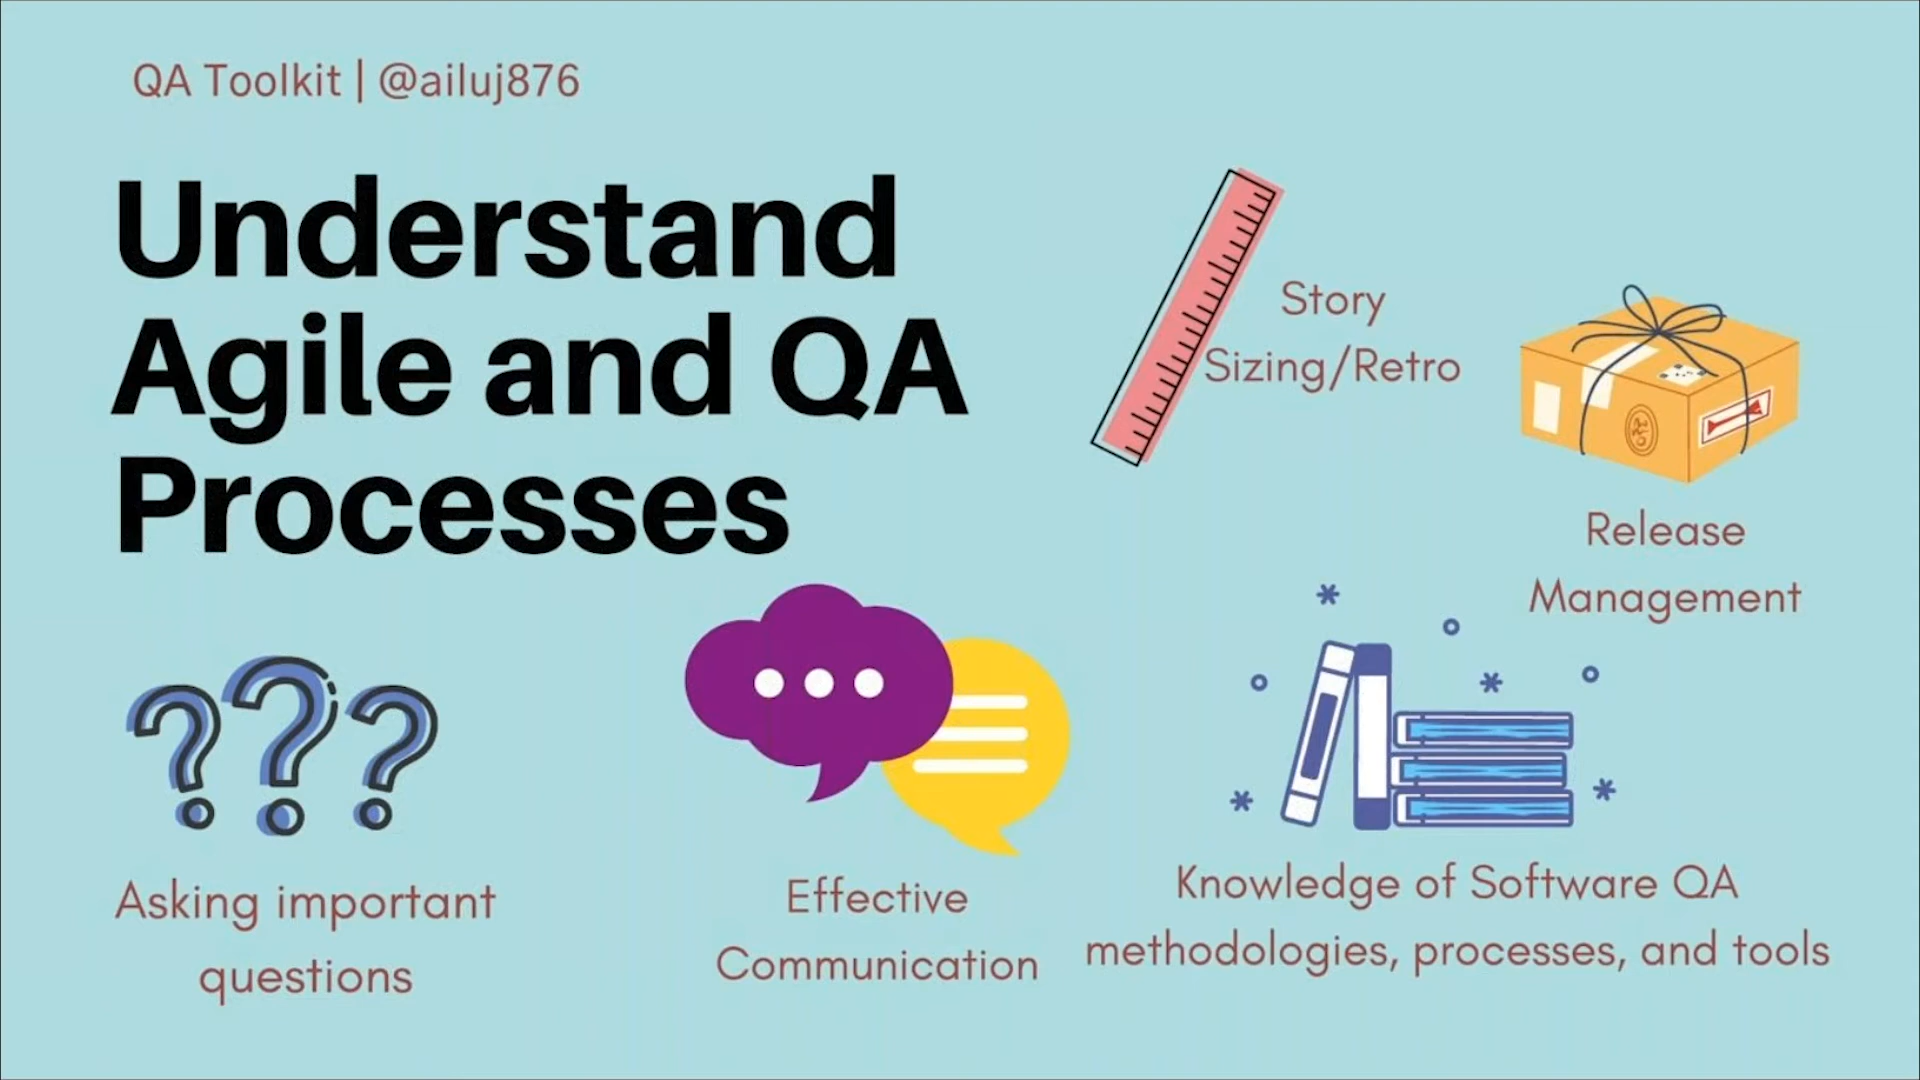 QA Toolkit | @ailuj876
Understand
Agile and QA
Processes
Story
Sizing/Retro
Release
Management
Asking important
questions
Effective
Communication
Knowledge of Software QA
methodologies, processes, and tools